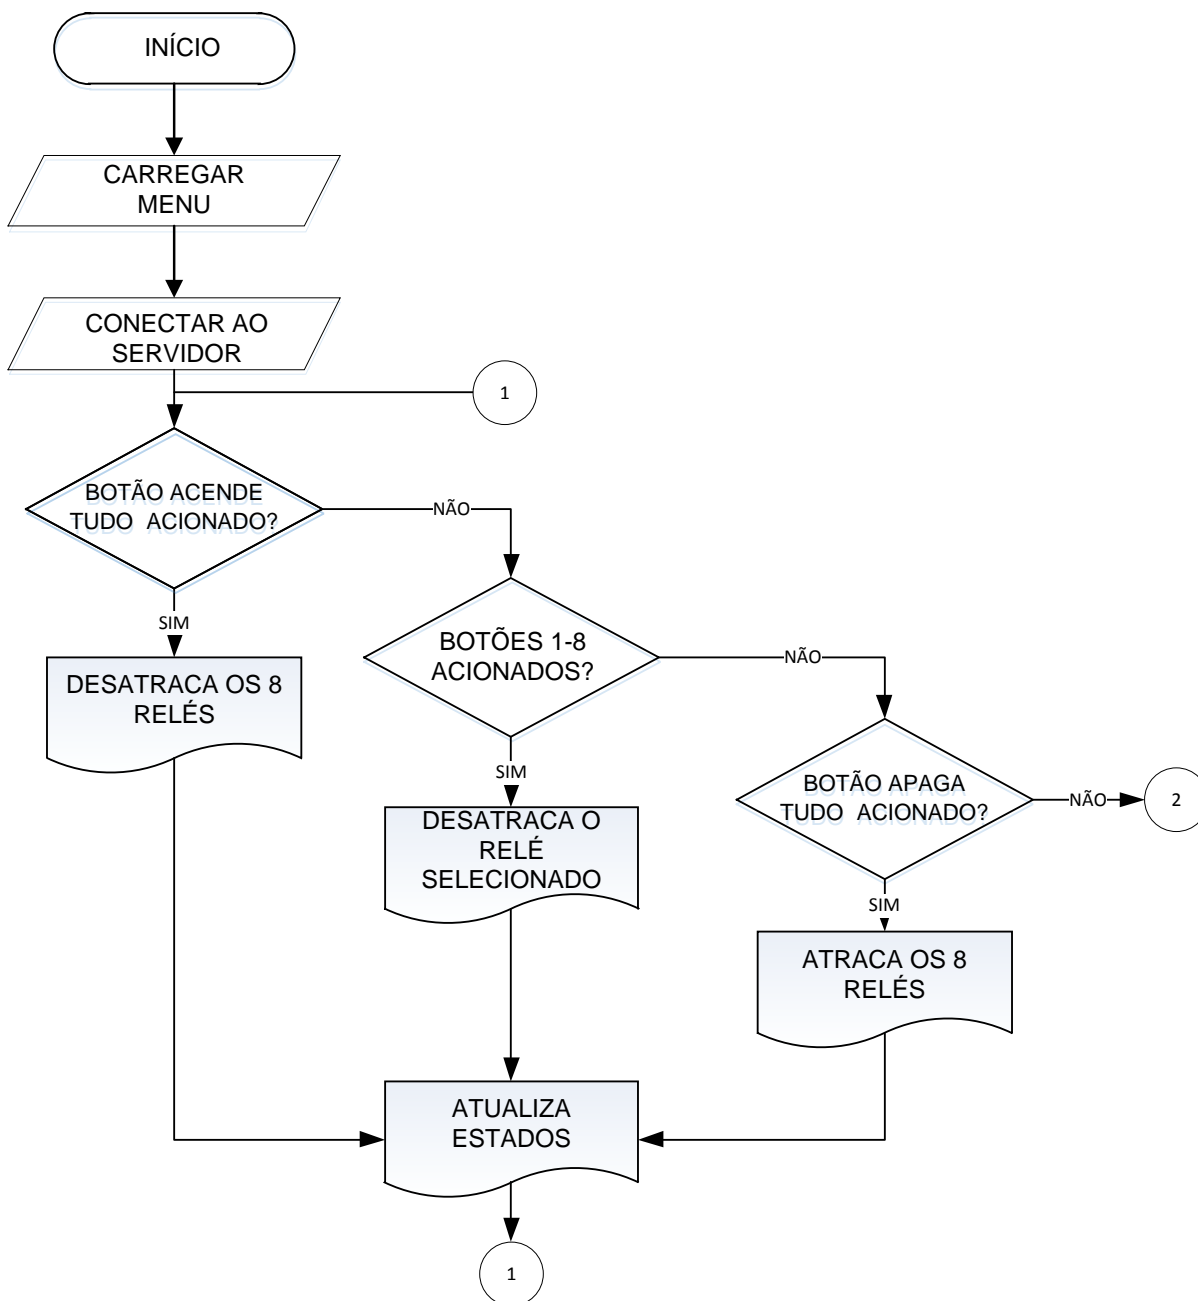 INÍCIO
CARREGAR
MENU
CONECTAR AO
SERVIDOR
1
BOTÃO ACENDE
TUDO ACIONADO?
NÃO
SIM
BOTÕES 1-8
ACIONADOS?
NÃO
DESATRACA OS 8
RELÉS
SIM
BOTÃO APAGA
TUDO ACIONADO?
NÃO
2
DESATRACA O
RELÉ
SELECIONADO
SIM
ATRACA OS 8
RELÉS
ATUALIZA
ESTADOS
1